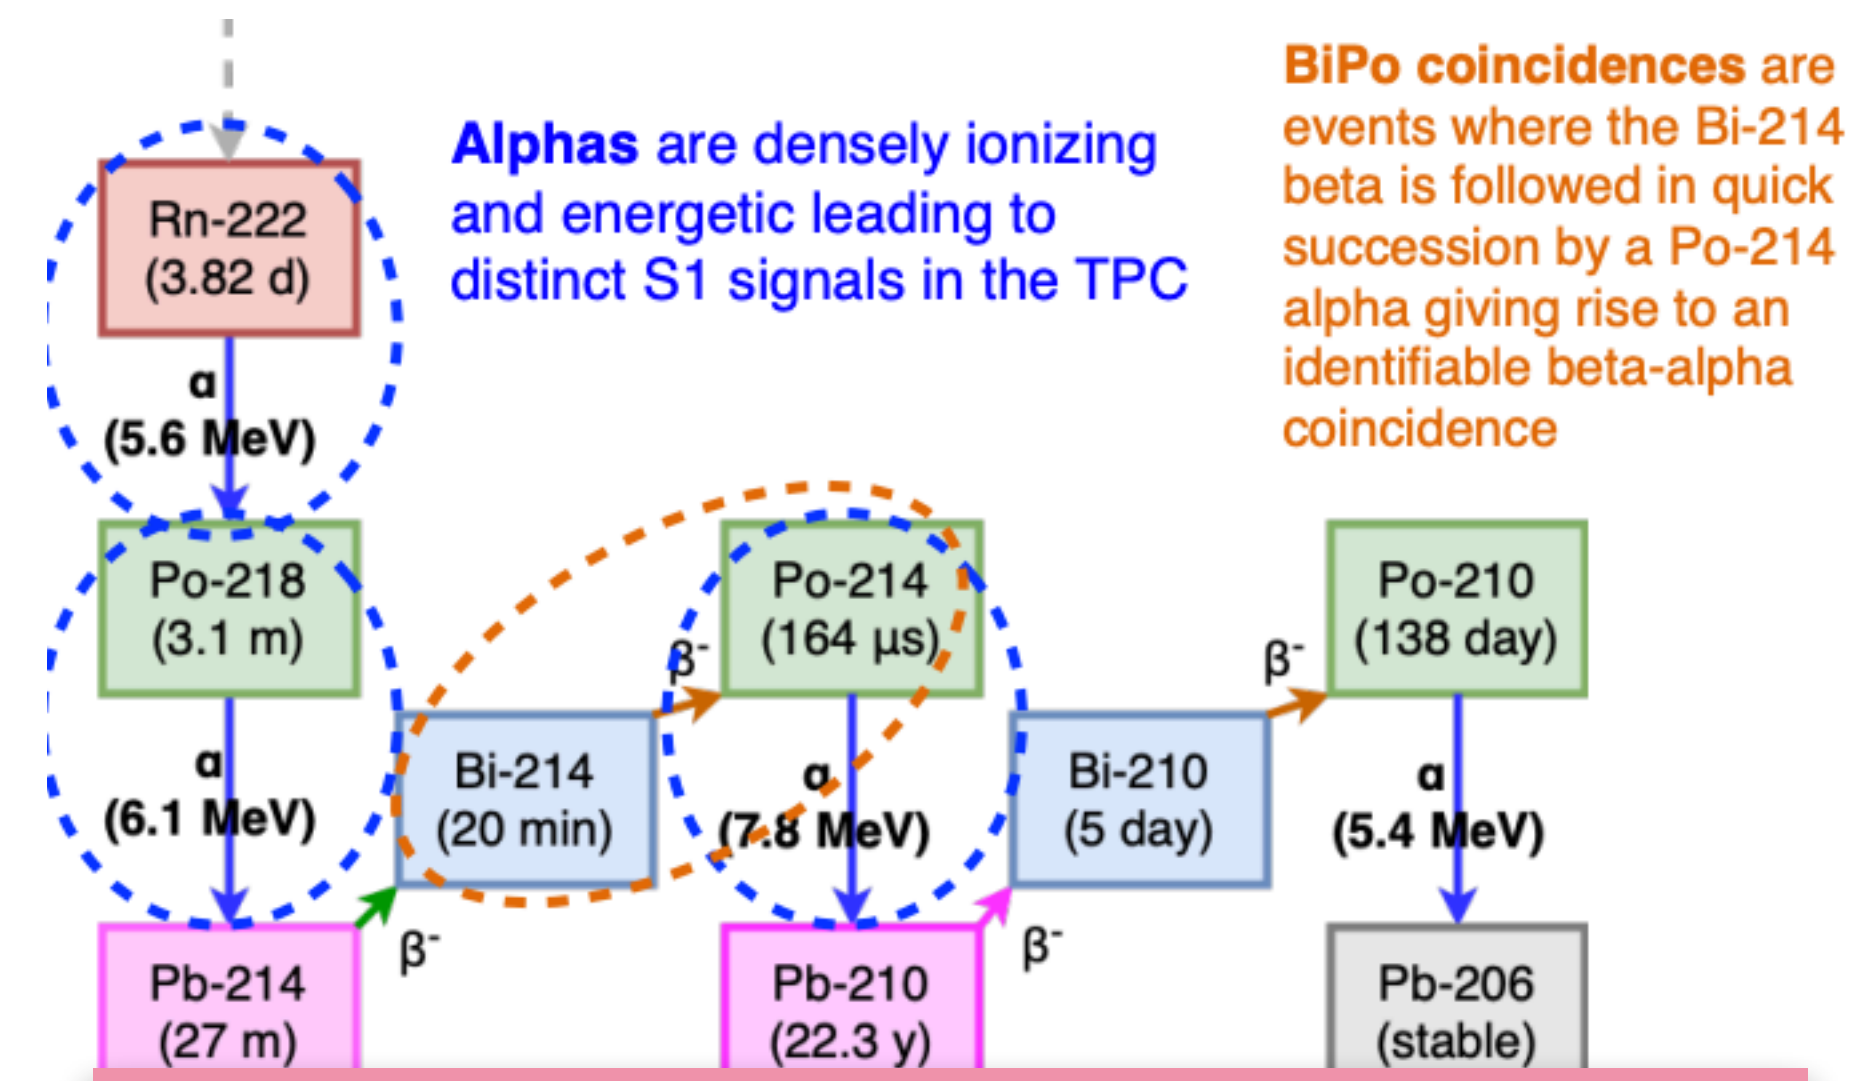 Alphas are densely ionizing
and energetic leading to
distinct S1 signals in the TPC
BiPo coincidences are
events where the Bi-214
beta is followed in quick
succession by a Po-214
alpha giving rise to an
identifiable beta-alpha
coincidence
Rn-222
(3.82 d)
α
(5.6 MeV)
Po-218
(3.1 m)
α
(6.1 MeV)
Pb-214
(27 m)
β-
Bi-214
(20 min)
β-
Po-214
(164 µs)
α
(7.8 MeV)
Pb-210
(22.3 y)
β-
Bi-210
(5 day)
β-
Po-210
(138 day)
α
(5.4 MeV)
Pb-206
(stable)